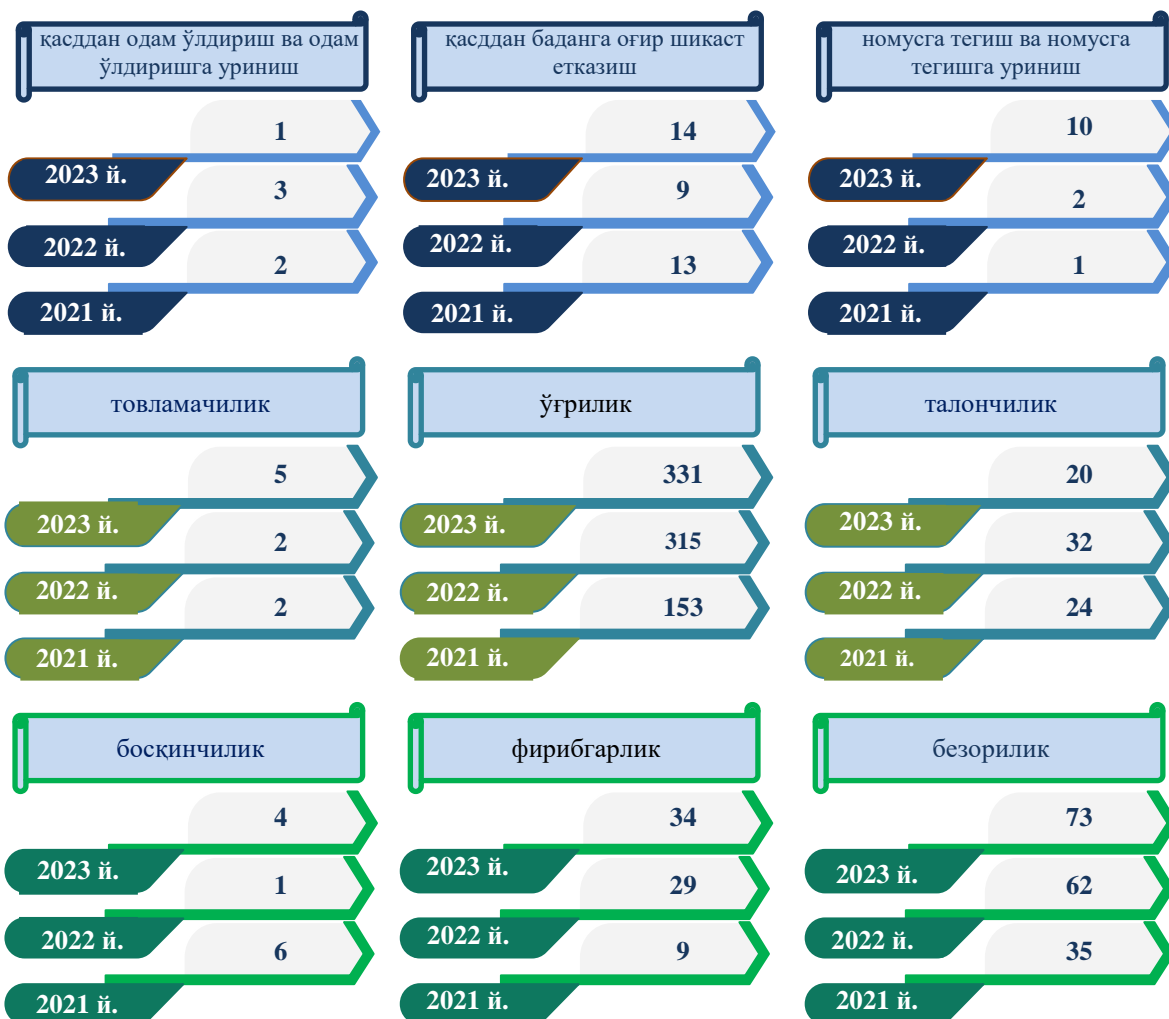 қасддан одам ўлдириш ва одам
ўлдиришга уриниш
1
2023 й.
3
2022 й.
2
2021 й.
қасддан баданга оғир шикаст
етказиш
14
2023 й.
9
2022 й.
13
2021 й.
номусга тегиш ва номусга
тегишга уриниш
10
2023 й.
2
2022 й.
1
2021 й.
товламачилик
5
2023 й.
2
2022 й.
2
2021 й.
ўғрилик
331
2023 й.
315
2022 й.
153
2021 й.
талончилик
20
2023 й.
32
2022 й.
24
2021 й.
босқинчилик
4
2023 й.
1
2022 й.
6
2021 й.
фирибгарлик
34
2023 й.
29
2022 й.
9
2021 й.
безорилик
73
2023 й.
62
2022 й.
35
2021 й.